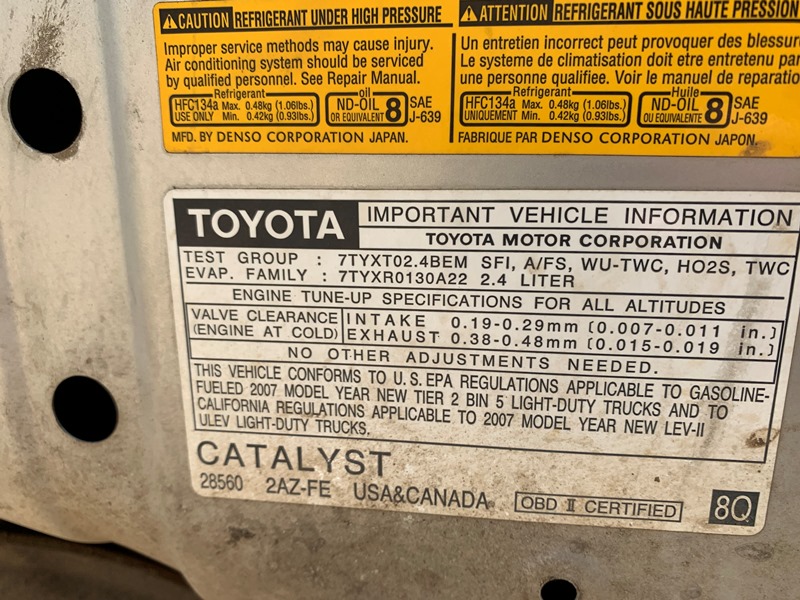 CAUTION REFRIGERANT UNDER HIGH PRESSURE
Improper service methods may cause injury.
Air conditioning system should be serviced
by qualified personnel. See Repair Manual.
Refrigerant
HFC134a Max. 0.48kg (1.06lbs.)
USE ONLY Min. 0.42kg (0.93lbs.)
oil
ND-OIL 8 SAE
OR EQUIVALENT J-639
MFD. BY DENSO CORPORATION JAPAN.
ATTENTION REFRIGERANT SOUS HAUTE PRESSION
Un entretien incorrect peut provoquer des
Le systeme de climatisation doit etre entretenu
une personne qualifiee. Voir le manuel de
Refrigerant
HFC134a Max. 0.48kg (1.06lbs.)
UNIQUEMENT Min. 0.42kg (0.93lbs.)
Huile
ND-OIL 8 SAE
OU EQUIVALENTE J-639
FABRIQUE PAR DENSO CORPORATION JAPON.
TOYOTA IMPORTANT VEHICLE INFORMATION
TOYOTA MOTOR CORPORATION
TEST GROUP : 7TYXT02.4BEM SFI, A/FS, WU-TWC, HO2S, TWC
EVAP. FAMILY : 7TYXR0130A22 2.4 LITER
ENGINE TUNE-UP SPECIFICATIONS FOR ALL ALTITUDES
VALVE CLEARANCE INTAKE 0.19-0.29mm (0.007-0.011 in.)
(ENGINE AT COLD) EXHAUST 0.38-0.48mm (0.015-0.019 in.)
NO OTHER ADJUSTMENTS NEEDED.
THIS VEHICLE CONFORMS TO U.S.EPA REGULATIONS APPLICABLE TO GASOLINE-
FUELED 2007 MODEL YEAR NEW TIER 2 BIN 5 LIGHT-DUTY TRUCKS AND TO
CALIFORNIA REGULATIONS APPLICABLE TO 2007 MODEL YEAR NEW LEV-II
ULEV LIGHT-DUTY TRUCKS.
CATALYST
28560 2AZ-FE USA&CANADA OBD II CERTIFIED 8Q